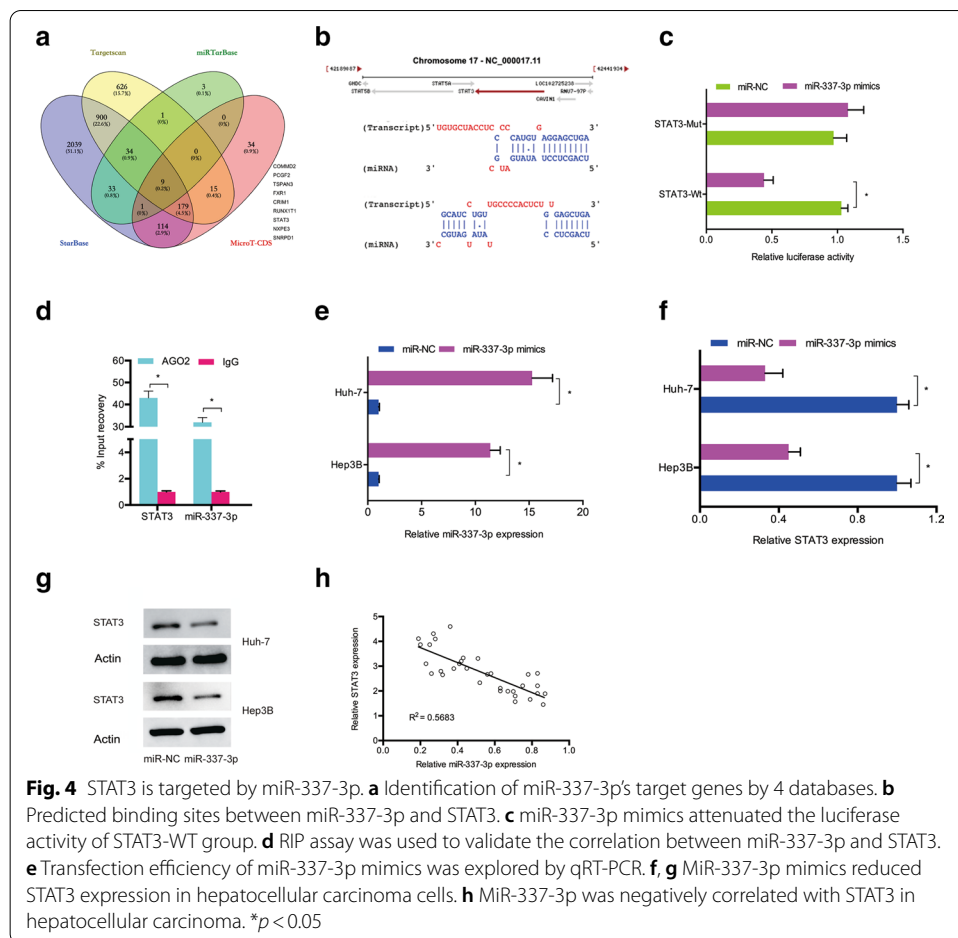 a
Targetscan
miRTarBase
626
(15.7%)
3
(0.1%)
900
(22.6%)
1
(0%)
0
(0%)
2039
(51.1%)
34
(0.9%)
0
(0%)
34
(0.9%)
33
(0.8%)
9
(0.2%)
15
(0.4%)
1
(0%)
179
(4.5%)
114
(2.9%)
StarBase
MicroT-CDS
COMMD2
PCGF2
TSPAN3
FXR1
CRIM1
RUNX1T1
STAT3
NXPE3
SNRPD1
b
Chromosome 17 - NC_000017.11
[42189687
42441934]
GHDC
STAT5A
LOC102725238
STAT5B
STAT3
RNU7-97P
CAVIN1
(Transcript) 5' UGUGCUACCUC CC G 3'
C CAUGU AGGAGCUGA
G GUAUA UCCUCGACU
(miRNA) 3' C UA 5'
(Transcript) 5' C UGCCCCACUCU U 3'
GCAUC UGU G GGAGCUGA
CGUAG AUA C CCUCGACU
(miRNA) 3' C U U 5'
c
miR-NC
miR-337-3p mimics
STAT3-Mut
STAT3-Wt
*
0.0 0.5 1.0 1.5
Relative luciferase activity
d
AGO2
IgG
% Input recovery
60
50
40
30
4
2
0
*
*
STAT3
miR-337-3p
e
miR-NC
miR-337-3p mimics
Huh-7
*
Hep3B
*
0 5 10 15 20
Relative miR-337-3p expression
f
miR-NC
miR-337-3p mimics
Huh-7
*
Hep3B
*
0.0 0.4 0.8 1.2
Relative STAT3 expression
g
STAT3
Huh-7
Actin
STAT3
Hep3B
Actin
miR-NC miR-337-3p
h
Relative STAT3 expression
5
4
3
2
1
0
R² = 0.5683
0.0 0.2 0.4 0.6 0.8 1.0
Relative miR-337-3p expression
Fig. 4 STAT3 is targeted by miR-337-3p. a Identification of miR-337-3p's target genes by 4 databases. b
Predicted binding sites between miR-337-3p and STAT3. c miR-337-3p mimics attenuated the luciferase
activity of STAT3-WT group. d RIP assay was used to validate the correlation between miR-337-3p and STAT3.
e Transfection efficiency of miR-337-3p mimics was explored by qRT-PCR. f, g MiR-337-3p mimics reduced
STAT3 expression in hepatocellular carcinoma cells. h MiR-337-3p was negatively correlated with STAT3 in
hepatocellular carcinoma. *p < 0.05